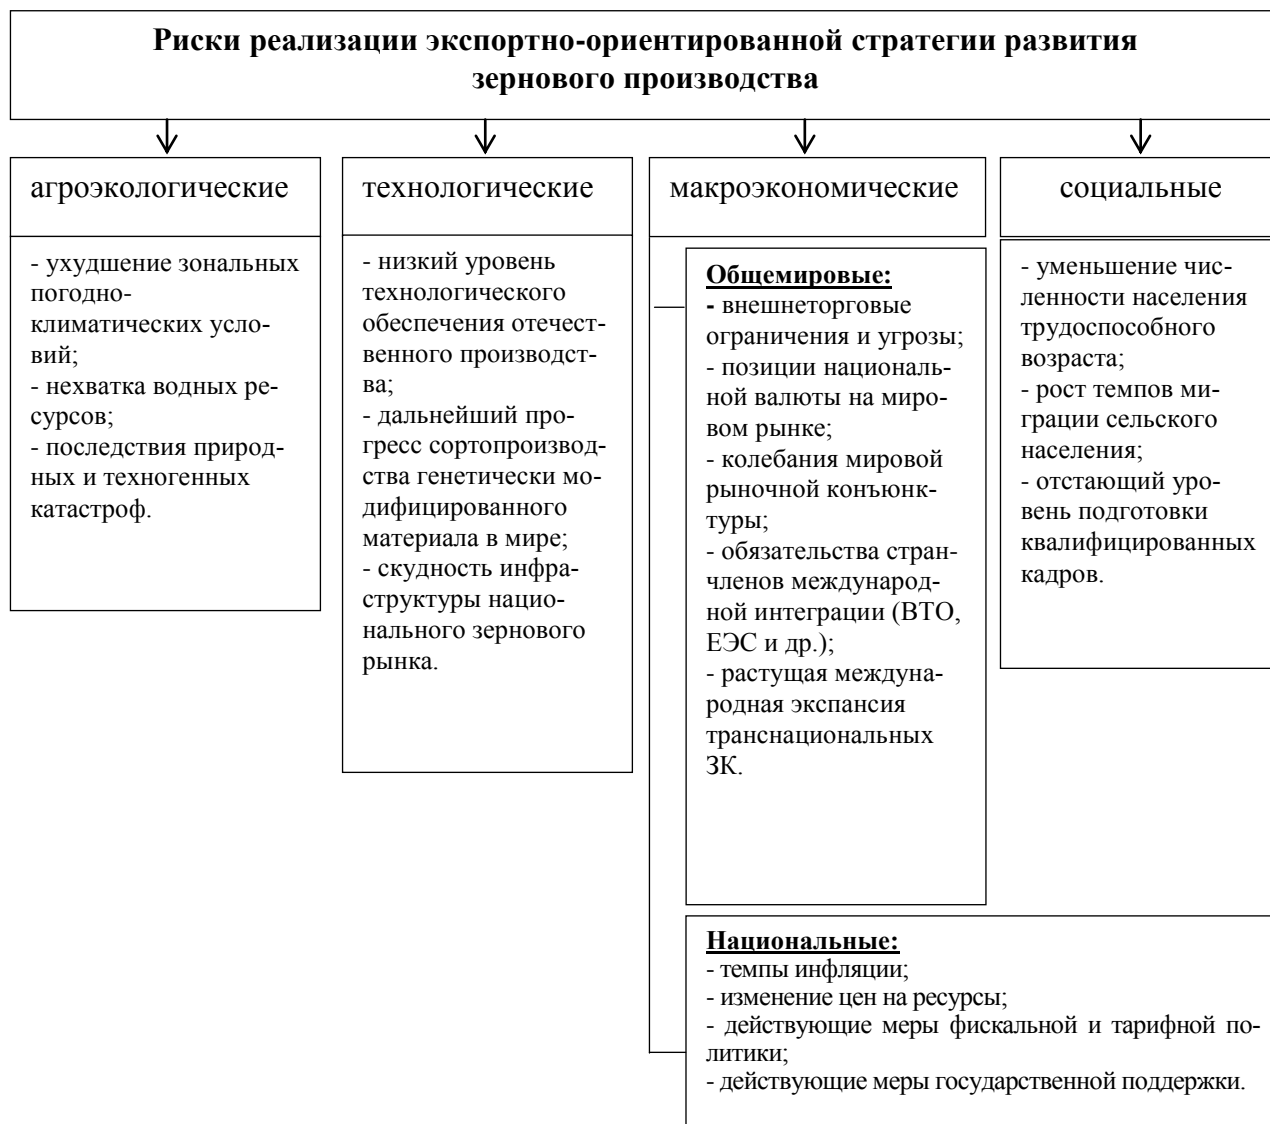 Риски реализации экспортно-ориентированной стратегии развития
зернового производства
агроэкологические
- ухудшение зональных
погодно-
климатических усло-
вий;
- нехватка водных ре-
сурсов;
- последствия природ-
ных и техногенных
катастроф.
технологические
- низкий уровень
технологического
обеспечения отечест-
венного производст-
ва;
- дальнейший про-
гресс сортопроизвод-
ства генетически мо-
дифицированного
материала в мире;
- скудность инфра-
структуры нацио-
нального зернового
рынка.
макроэкономические
Общемировые:
- внешнеторговые
ограничения и угрозы;
- позиции националь-
ной валюты на миро-
вом рынке;
- колебания мировой
рыночной конъюнк-
туры;
- обязательства стран-
членов международ-
ной интеграции (ВТО,
ЕЭС и др.);
- растущая междуна-
родная экспансия
транснациональных
ЗК.
Национальные:
- темпы инфляции;
- изменение цен на ресурсы;
- действующие меры фискальной и тарифной по-
литики;
- действующие меры государственной поддержки.
социальные
- уменьшение чис-
ленности населения
трудоспособного
возраста;
- рост темпов ми-
грации сельского
населения;
- отстающий уро-
вень подготовки
квалифицированных
кадров.